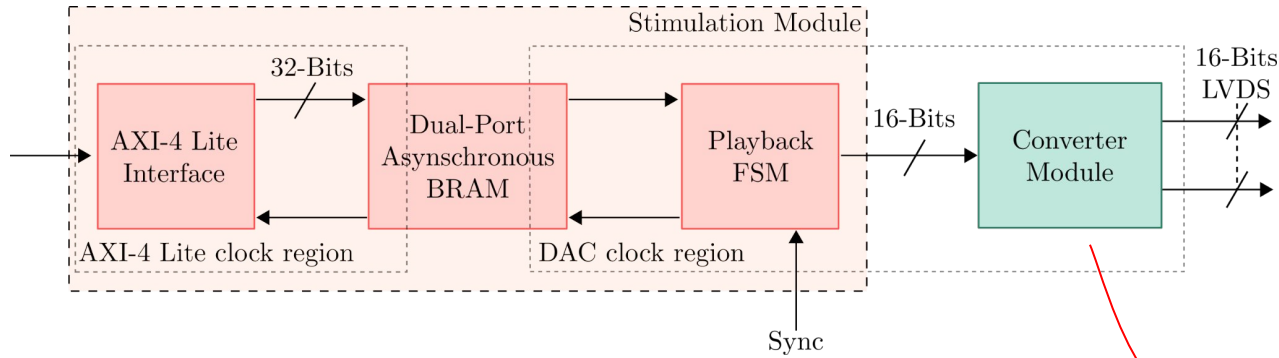 Stimulation Module
32-Bits
AXI-4 Lite
Interface
Dual-Port
Asynschronous
BRAM
Playback
FSM
16-Bits
Converter
Module
16-Bits
LVDS
AXI-4 Lite clock region
DAC clock region
Sync